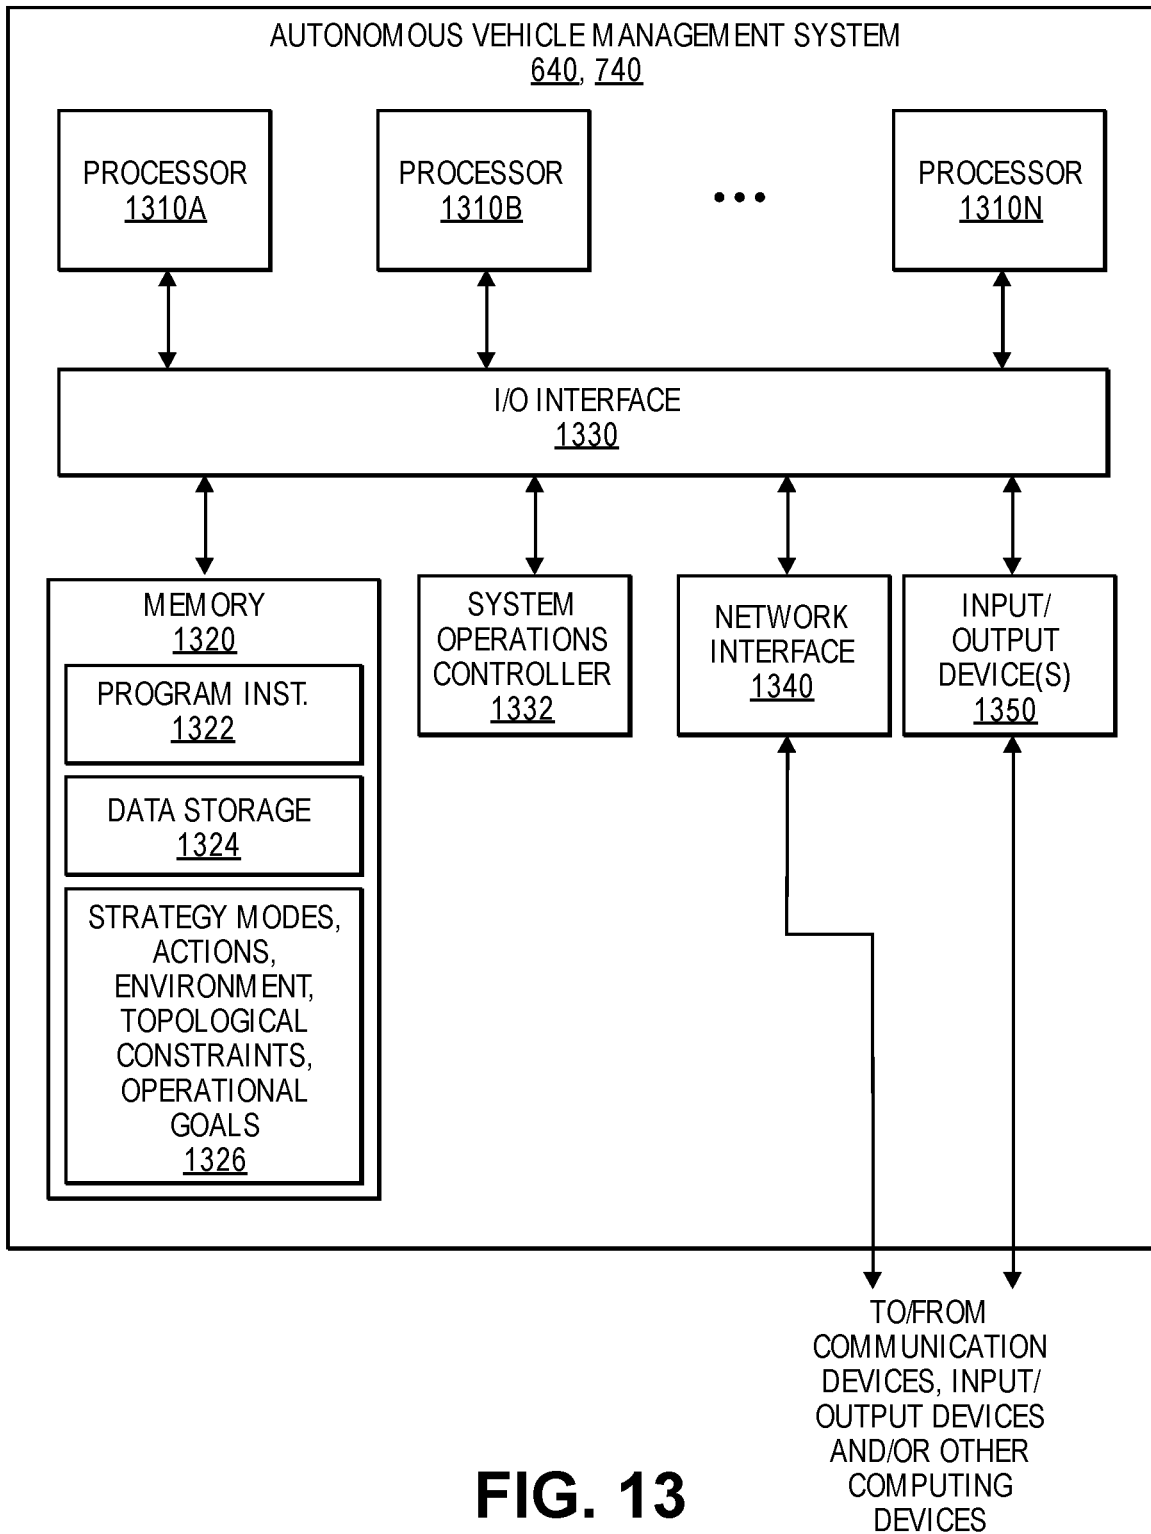 AUTONOMOUS VEHICLE MANAGEMENT SYSTEM
640, 740
PROCESSOR
1310A
PROCESSOR
1310B
•••
PROCESSOR
1310N
I/O INTERFACE
1330
MEMORY
1320
PROGRAM INST.
1322
DATA STORAGE
1324
STRATEGY MODES,
ACTIONS,
ENVIRONMENT,
TOPOLOGICAL
CONSTRAINTS,
OPERATIONAL
GOALS
1326
SYSTEM
OPERATIONS
CONTROLLER
1332
NETWORK
INTERFACE
1340
INPUT/
OUTPUT
DEVICE(S)
1350
TO/FROM
COMMUNICATION
DEVICES, INPUT/
OUTPUT DEVICES
AND/OR OTHER
COMPUTING
DEVICES
FIG. 13